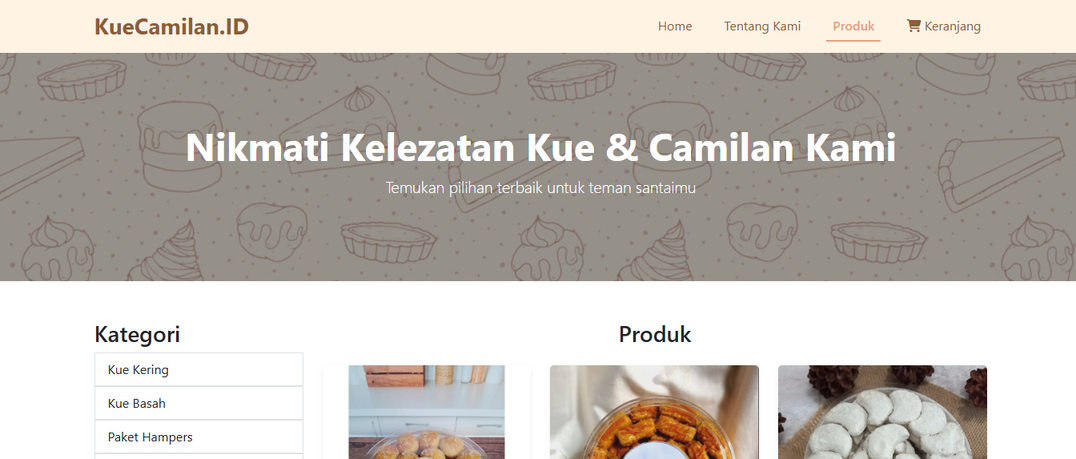 KueCamilan.ID
Home
Tentang Kami
Produk
Keranjang
Nikmati Kelezatan Kue & Camilan Kami
Temukan pilihan terbaik untuk teman santaimu
Kategori
Kue Kering
Kue Basah
Paket Hampers
Produk